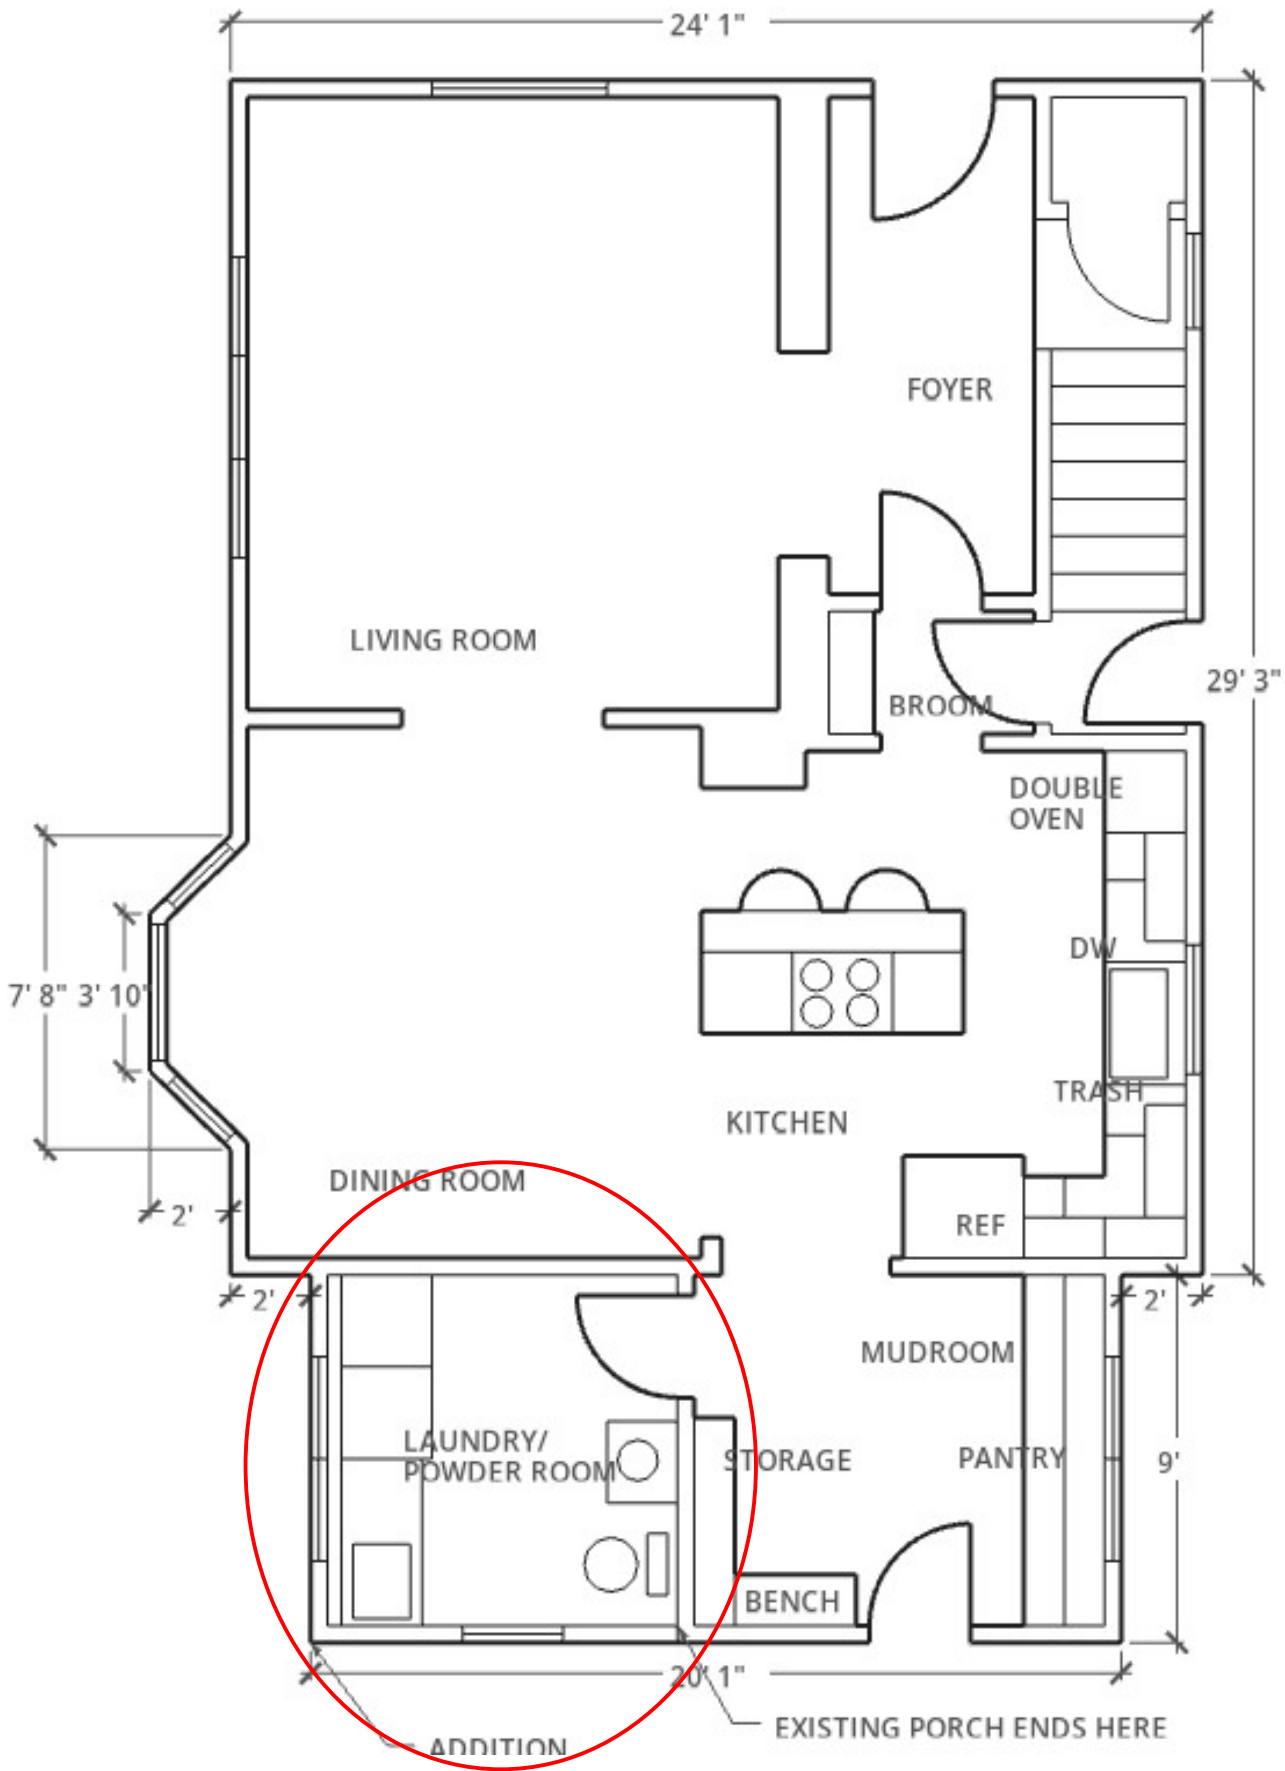 24' 1"
FOYER
LIVING ROOM
29' 3"
BROOM
DOUBLE
OVEN
DW
7' 8" 3' 10"
TRASH
KITCHEN
DINING ROOM
2'
REF
2'
2'
MUDROOM
LAUNDRY/
POWDER ROOM
STORAGE
PANTRY
9'
BENCH
20' 1"
EXISTING PORCH ENDS HERE
ADDITION